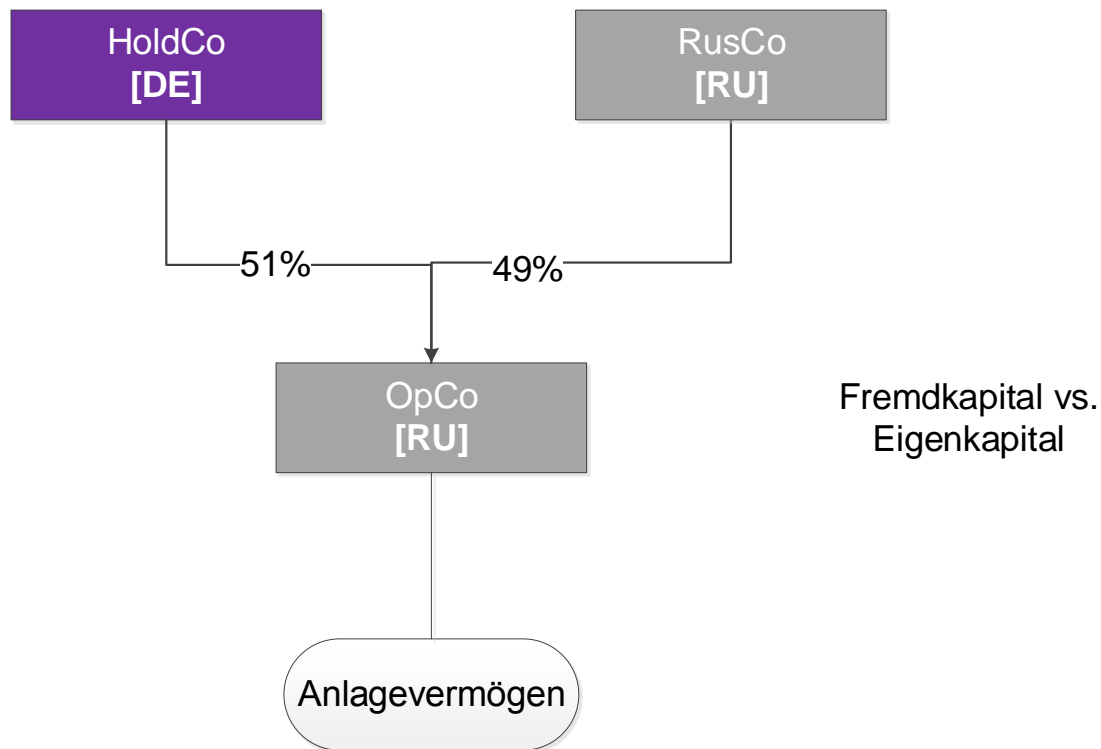 HoldCo
[DE]
RusCo
[RU]
51%
49%
OpCo
[RU]
Fremdkapital vs.
Eigenkapital
Anlagevermögen